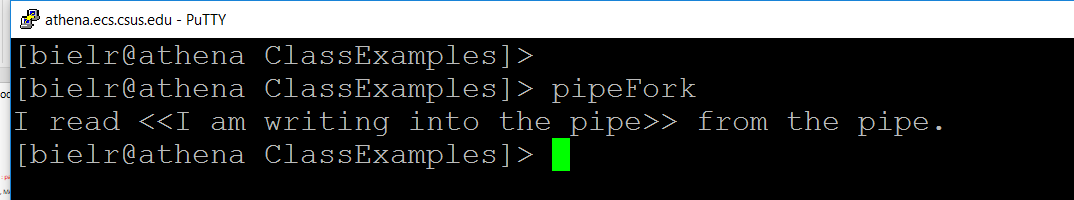 athena.ecs.csus.edu - PuTTY
[bielr@athena ClassExamples]>
[bielr@athena ClassExamples]> pipeFork
I read <<I am writing into the pipe>> from the pipe.
[bielr@athena ClassExamples]>